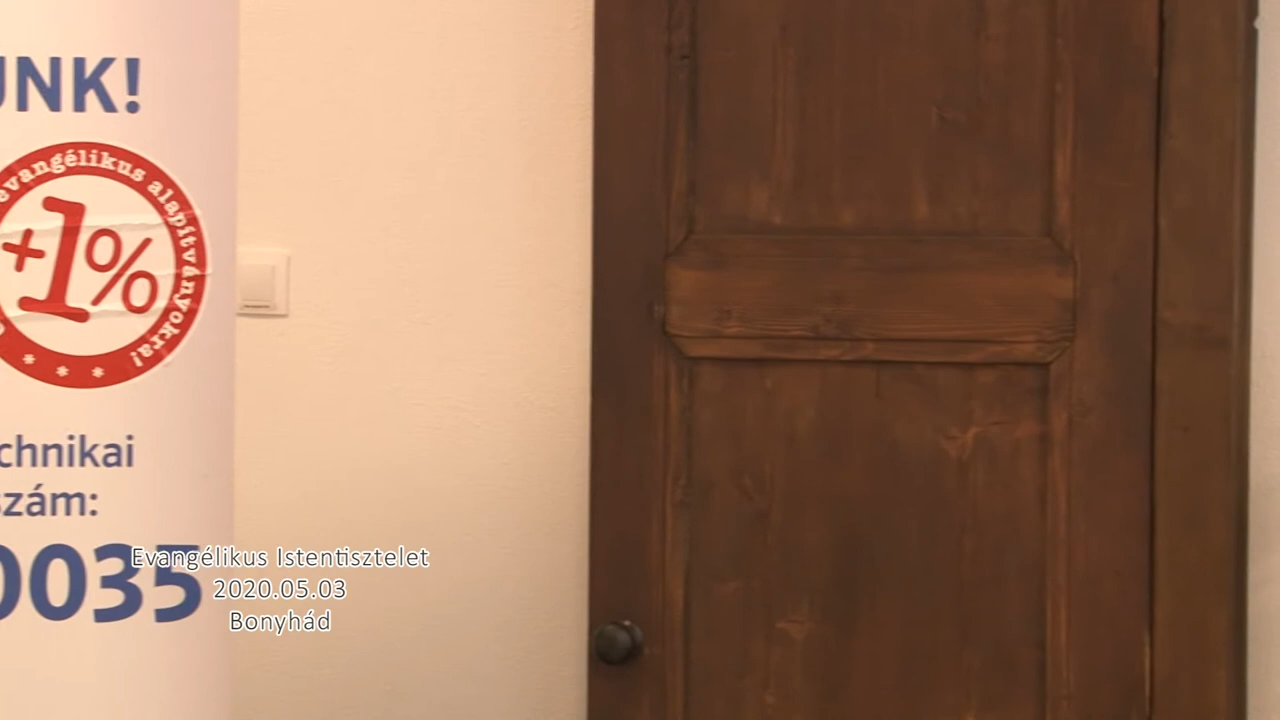 UNK!
evangélikus alapítványokra!
+1%
chnikai
szám:
0035
Evangélikus Istentisztelet
2020.05.03
Bonyhád